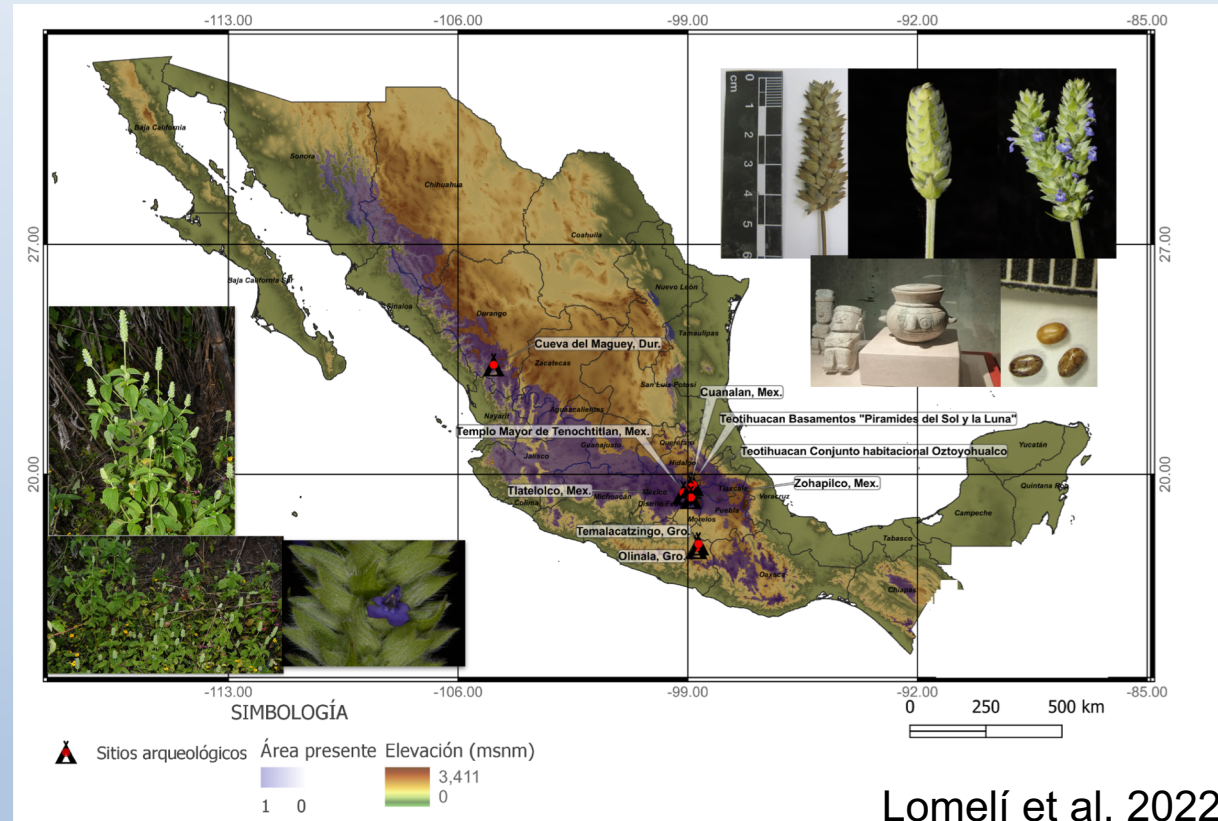 -113.00 -106.00 -99.00 -92.00 -85.00
cm
0
1
2
3
4
5
6
Baja California
Sonora
Chihuahua
Coahuila
27.00 27.00
Baja California Sur
Nuevo León
Sinaloa
Durango
Tamaulipas
Cueva del Maguey, Dur.
Zacatecas
San Luis Potosí
Cuanalan, Mex.
Nayarit
Aguascalientes
Teotihuacan Basamentos "Piramides del Sol y la Luna"
Templo Mayor de Tenochtitlan, Mex.
Guanajuato Querétaro
Teotihuacan Conjunto habitacional Oztoyohualco
Yucatán
Jalisco
Hidalgo
20.00 20.00
Zohapilco, Mex.
Quintana Roo
Tlatelolco, Mex.
Michoacán México Tlaxcala
Veracruz
Colima
Puebla
Campeche
Morelos
Temalacatzingo, Gro.
Tabasco
Olinala, Gro.
Oaxaca
Chiapas
-113.00 -106.00 -99.00 -92.00 -85.00
SIMBOLOGÍA
0 250 500 km
Sitios arqueológicos Área presente Elevación (msnm)
3,411
0
1 0
Lomelí et al. 2022